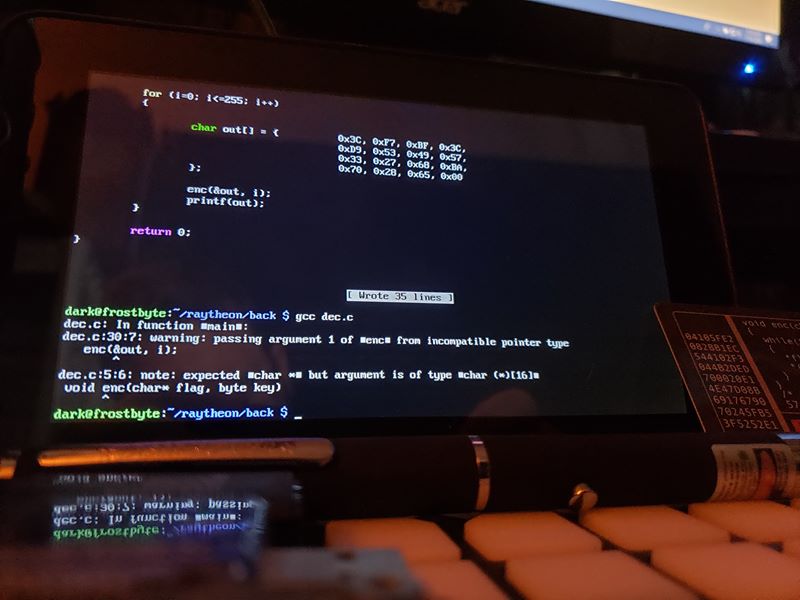 acer
for (i=0; i<=255; i++)
{
char out[] = {
0x3C, 0xF7, 0xBF, 0x3C,
0xD9, 0x53, 0x49, 0x57,
0x33, 0x27, 0x68, 0xBA,
0x70, 0x28, 0x65, 0x00
};
enc(&out, i);
printf(out);
}
return 0;
}
[ Wrote 35 lines ]
dark@frostbyte:~/raytheon/back $ gcc dec.c
dec.c: In function ■main■:
dec.c:30:7: warning: passing argument 1 of ■enc■ from incompatible pointer type
enc(&out, i);
^
dec.c:5:6: note: expected ■char *■ but argument is of type ■char (*)[16]■
void enc(char* flag, byte key)
^
dark@frostbyte:~/raytheon/back $ _
void enc(c
{
while(
04105FE2
082BB1EC
544102F3
044B2DED
700020E1
4E47D08B
69176790
70245FB5
3F5252E1